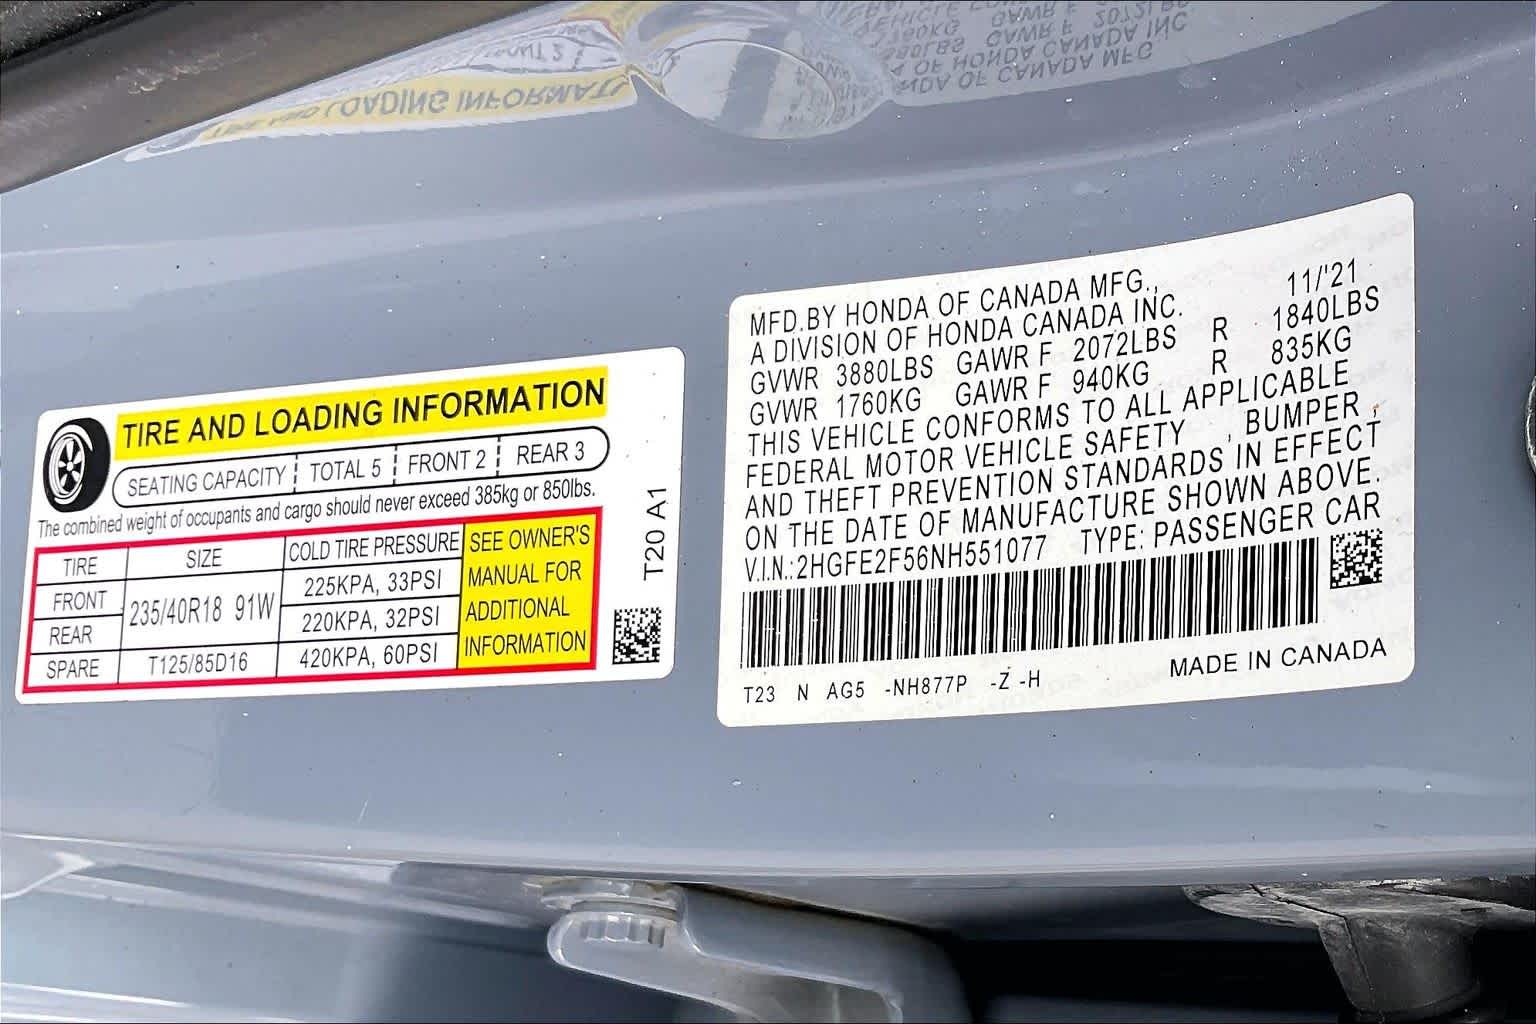 TIRE AND LOADING INFORMATION
SEATING CAPACITY TOTAL 5 FRONT 2 REAR 3
The combined weight of occupants and cargo should never exceed 385kg or 850lbs.
TIRE SIZE COLD TIRE PRESSURE
FRONT 235/40R18 91W 225KPA, 33PSI
REAR 220KPA, 32PSI
SPARE T125/85D16 420KPA, 60PSI
SEE OWNER'S
MANUAL FOR
ADDITIONAL
INFORMATION
T20 A1
MFD.BY HONDA OF CANADA MFG., 11/'21
A DIVISION OF HONDA CANADA INC.
GVWR 3880LBS GAWR F 2072LBS R 1840LBS
GVWR 1760KG GAWR F 940KG R 835KG
THIS VEHICLE CONFORMS TO ALL APPLICABLE
FEDERAL MOTOR VEHICLE SAFETY , BUMPER ,
AND THEFT PREVENTION STANDARDS IN EFFECT
ON THE DATE OF MANUFACTURE SHOWN ABOVE.
V.I.N.:2HGFE2F56NH551077 TYPE: PASSENGER CAR
T23 N AG5 -NH877P -Z -H
MADE IN CANADA